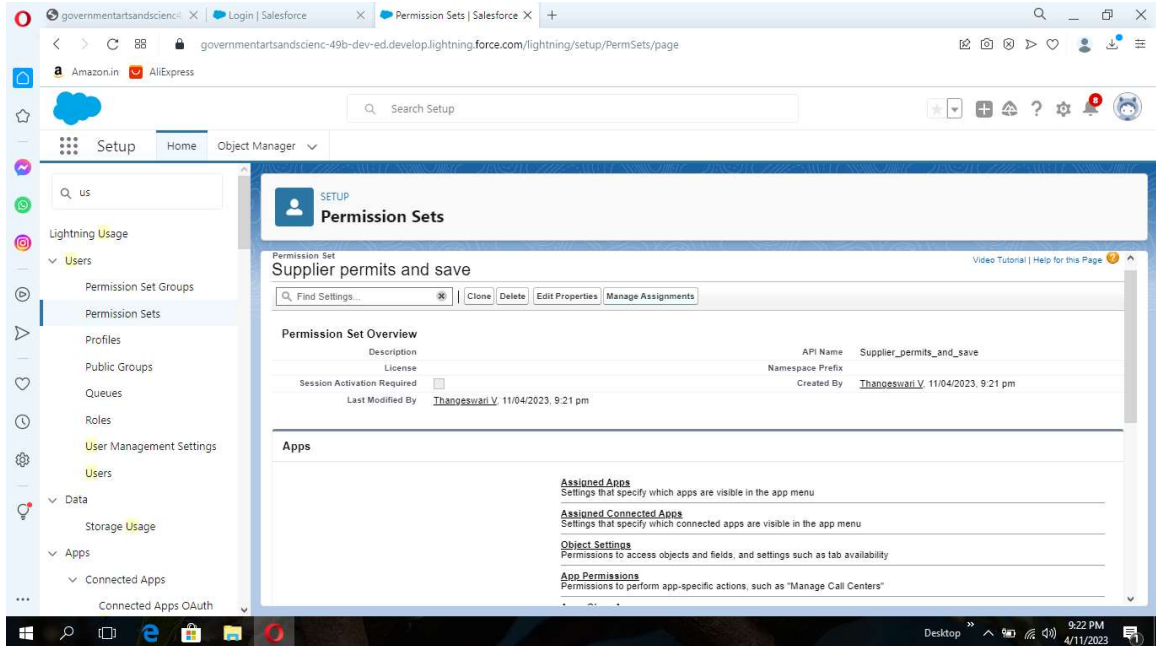 governmentartsandscienc
Login | Salesforce
Permission Sets | Salesforce
governmentartsandscienc-49b-dev-ed.develop.lightning.force.com/lightning/setup/PermSets/page
Amazon.in
AliExpress
Search Setup
8
Setup
Home
Object Manager
us
Lightning Usage
Users
Permission Set Groups
Permission Sets
Profiles
Public Groups
Queues
Roles
User Management Settings
Users
Data
Storage Usage
Apps
Connected Apps
Connected Apps OAuth
SETUP
Permission Sets
Permission Set
Supplier permits and save
Video Tutorial | Help for this Page
Find Settings...
Clone
Delete
Edit Properties
Manage Assignments
Permission Set Overview
Description
API Name Supplier_permits_and_save
License
Namespace Prefix
Session Activation Required
Created By Thangeswari V, 11/04/2023, 9:21 pm
Last Modified By Thangeswari V, 11/04/2023, 9:21 pm
Apps
Assigned Apps
Settings that specify which apps are visible in the app menu
Assigned Connected Apps
Settings that specify which connected apps are visible in the app menu
Object Settings
Permissions to access objects and fields, and settings such as tab availability
App Permissions
Permissions to perform app-specific actions, such as "Manage Call Centers"
Desktop
9:22 PM
4/11/2023